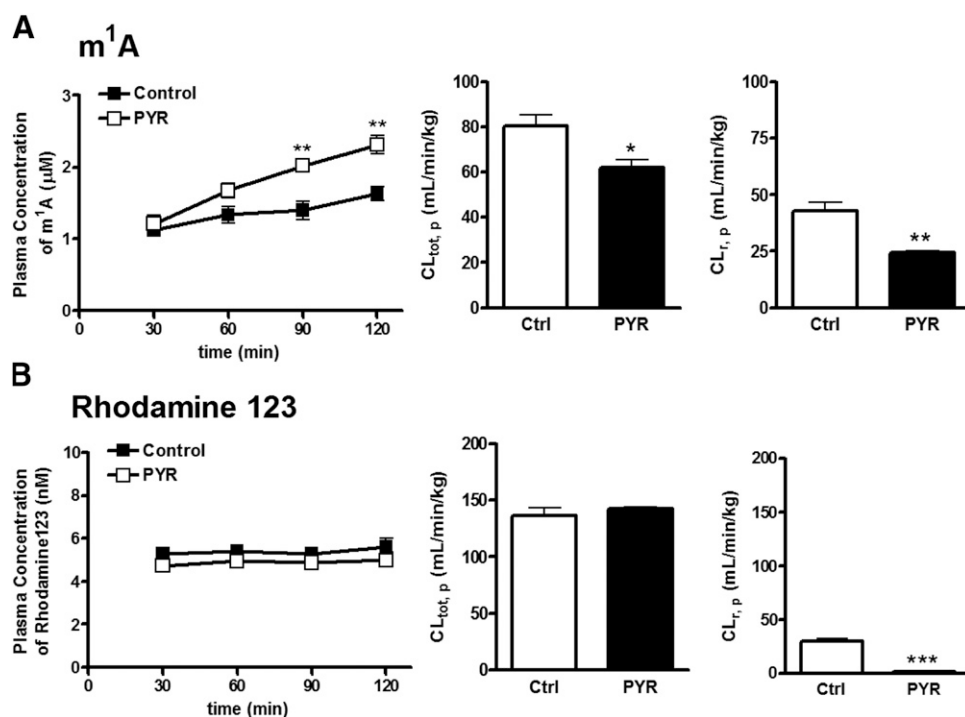 A
m¹A
Control
PYR
Plasma Concentration
of m¹A (μM)
3
2
1
0
**
**
0
30
60
90
120
time (min)
CLtot, p (mL/min/kg)
100
80
60
40
20
0
*
Ctrl
PYR
CLr, p (mL/min/kg)
100
75
50
25
0
**
Ctrl
PYR
B
Rhodamine 123
Control
PYR
Plasma Concentration
of Rhodamine123 (nM)
10
8
6
4
2
0
0
30
60
90
120
time (min)
CLtot, p (mL/min/kg)
200
150
100
50
0
Ctrl
PYR
CLr, p (mL/min/kg)
200
150
100
50
0
***
Ctrl
PYR